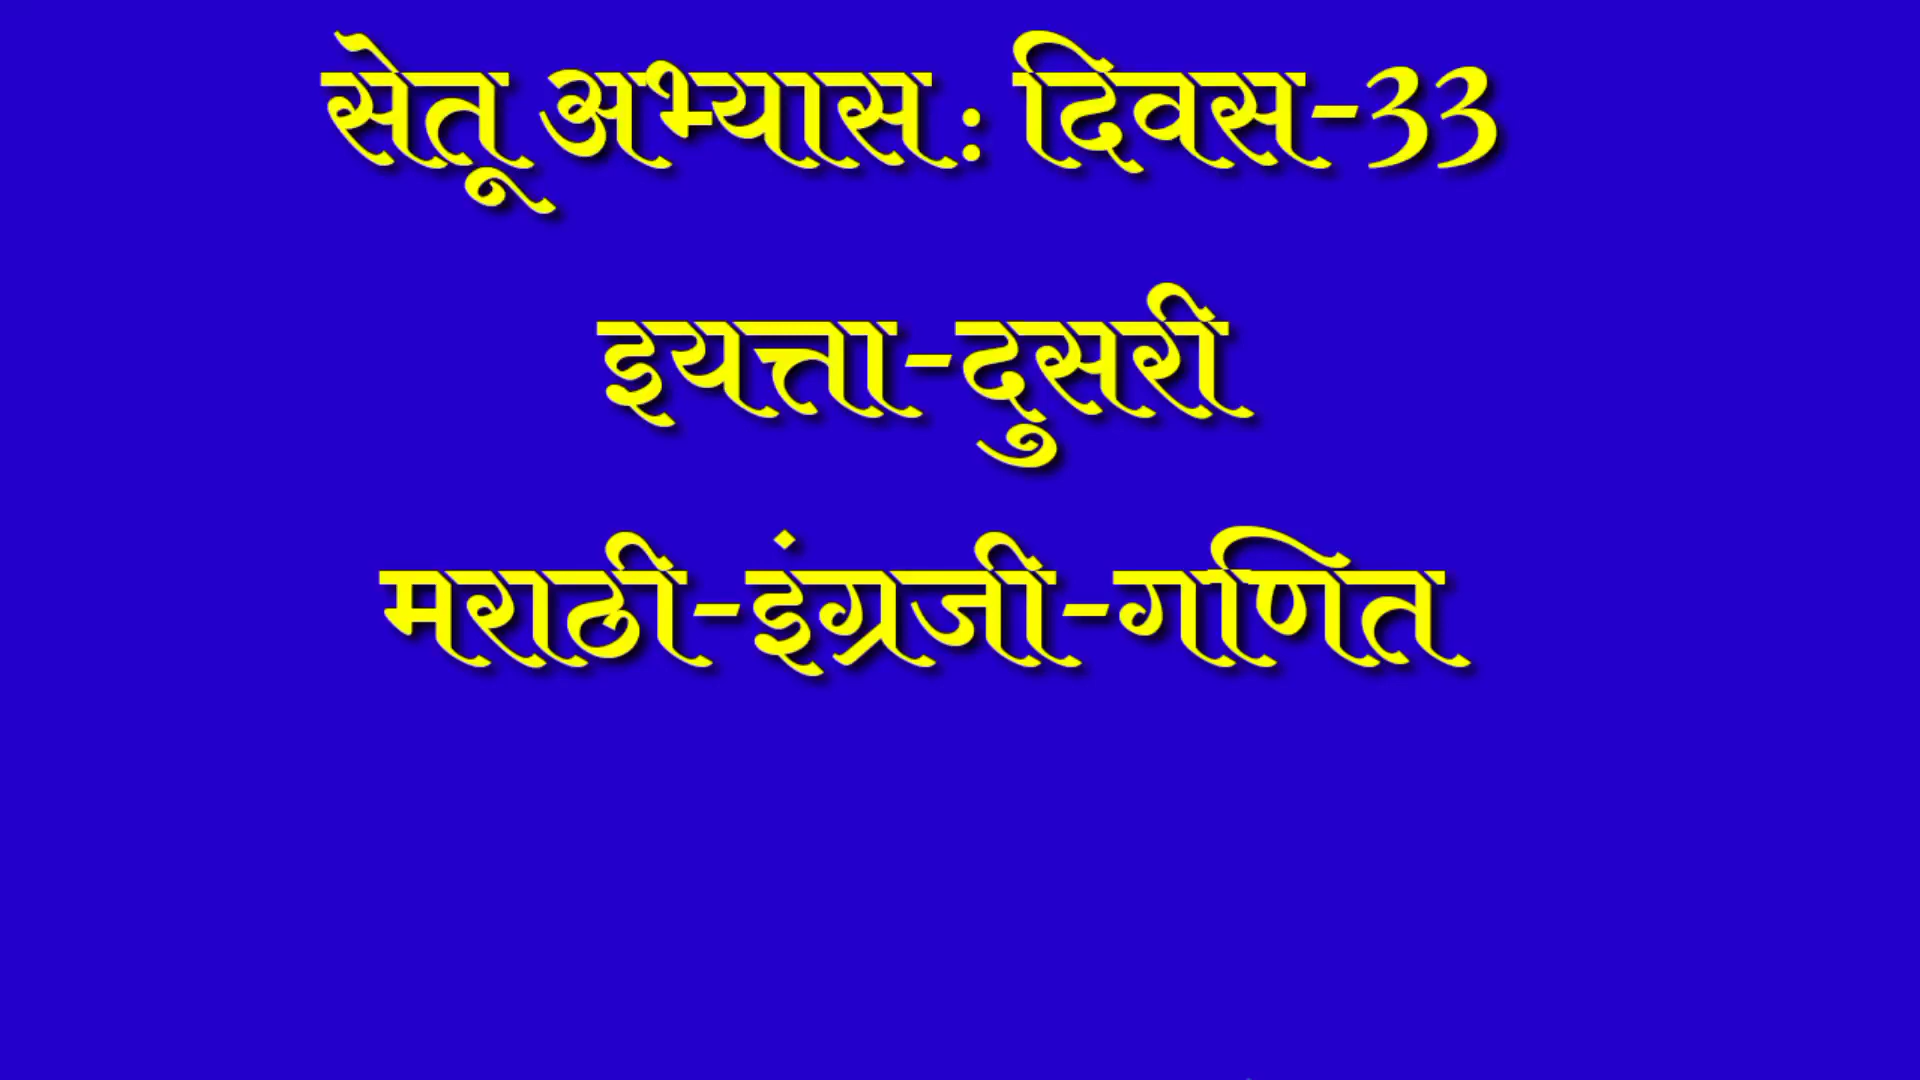 सेतू अभ्यास : दिवस-33
इयत्ता-दुसरी
मराठी-इंग्रजी-गणित